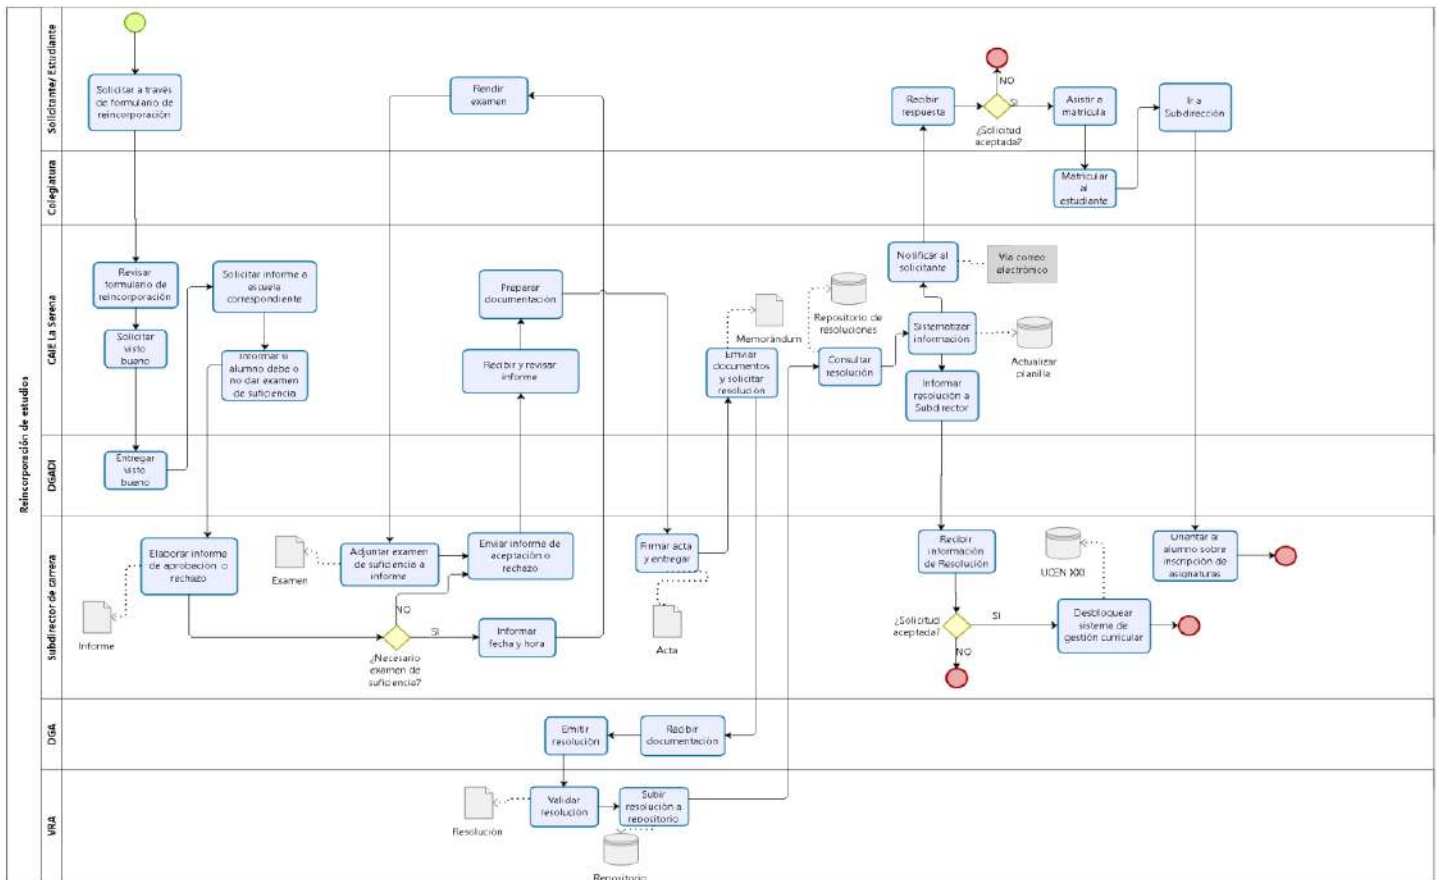 Reincorporación de estudios
Solicitante/ Estudiante
Solicitar a través
de formulario de
reincorporación
Rendir
examen
Recibir
respuesta
NO
SI
¿Solicitud
aceptada?
Asistir a
matrícula
Ir a
Subdirección
Colegiatura
Matricular
al
estudiante
CAIE La Serena
Revisar
formulario de
reincorporación
Solicitar
visto
bueno
Solicitar informe a
escuela
correspondiente
Informar si
alumno debe o
no dar examen
de suficiencia
Preparar
documentación
Recibir y revisar
informe
Memorándum
Enviar
documentos
y solicitar
resolución
Repositorio de
resoluciones
Consultar
resolución
Notificar al
solicitante
Vía correo
electrónico
Sistematizar
información
Actualizar
planilla
Informar
resolución a
Subdirector
DGADI
Entregar
visto
bueno
Subdirector de carrera
Elaborar informe
de aprobación o
rechazo
Informe
Examen
Adjuntar examen
de suficiencia a
informe
Enviar informe de
aceptación o
rechazo
NO
SI
¿Necesario
examen de
suficiencia?
Informar
fecha y hora
Firmar acta
y entregar
Acta
Recibir
información
de Resolución
¿Solicitud
aceptada?
SI
NO
UCEN XXI
Desbloquear
sistema de
gestión curricular
Orientar al
alumno sobre
inscripción de
asignaturas
DGA
Emitir
resolución
Recibir
documentación
VRA
Resolución
Validar
resolución
Subir
resolución a
repositorio
Repositorio